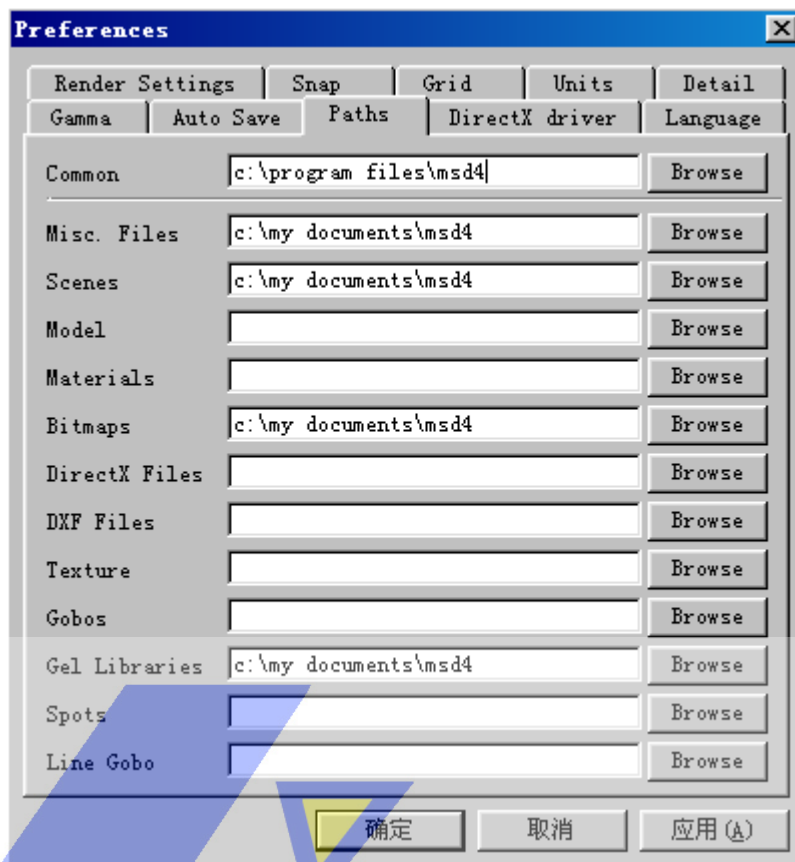 Preferences
Render Settings Snap Grid Units Detail
Gamma Auto Save Paths DirectX driver Language
Common c:\program files\msd4 Browse
Misc. Files c:\my documents\msd4 Browse
Scenes c:\my documents\msd4 Browse
Model Browse
Materials Browse
Bitmaps c:\my documents\msd4 Browse
DirectX Files Browse
DXF Files Browse
Texture Browse
Gobos Browse
Gel Libraries c:\my documents\msd4 Browse
Spots Browse
Line Gobo Browse
确定 取消 应用(A)